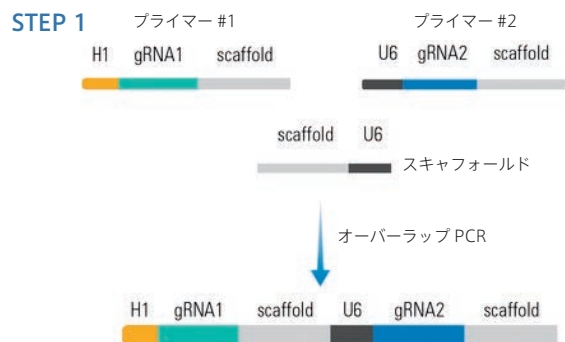 STEP 1
プライマー #1
プライマー #2
H1 gRNA1 scaffold
U6 gRNA2 scaffold
scaffold U6
スキャフォールド
オーバーラップ PCR
H1 gRNA1 scaffold U6 gRNA2 scaffold